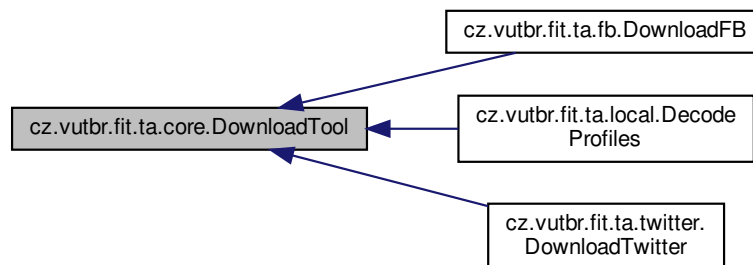 cz.vutbr.fit.ta.fb.DownloadFB
cz.vutbr.fit.ta.core.DownloadTool
cz.vutbr.fit.ta.local.Decode
Profiles
cz.vutbr.fit.ta.twitter.
DownloadTwitter